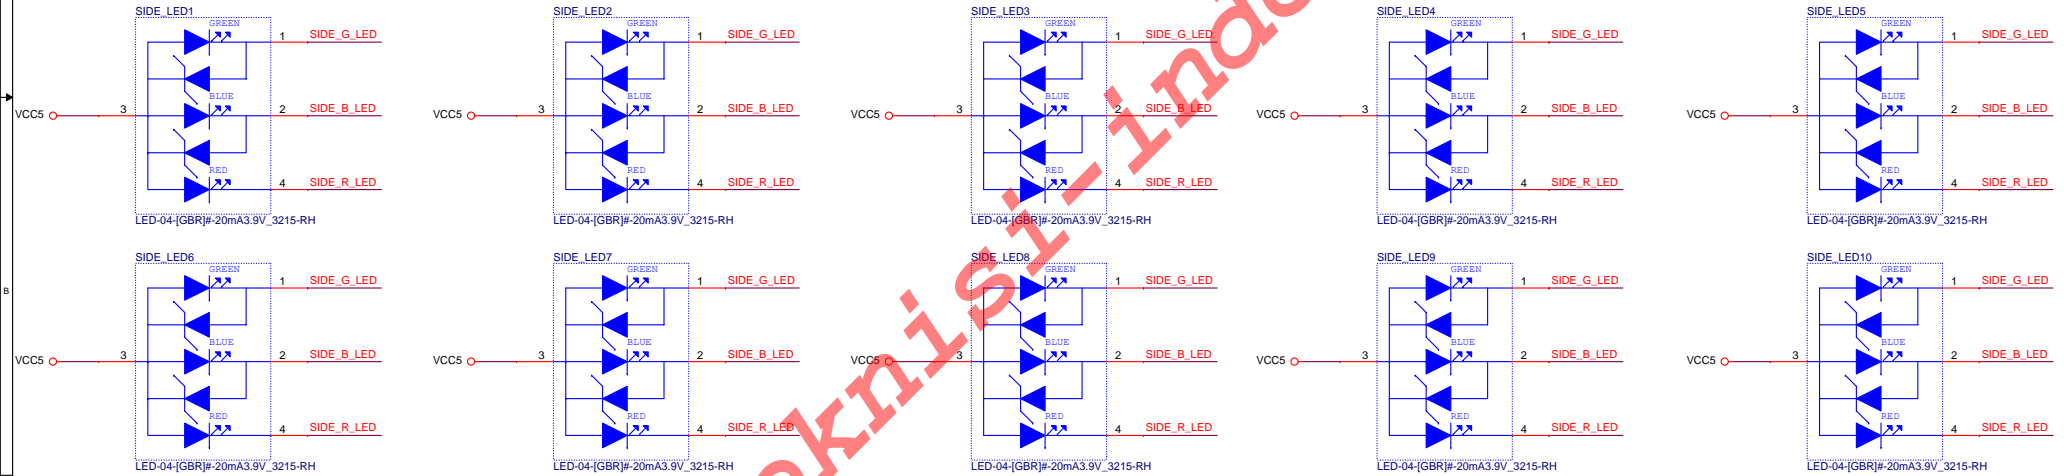 SIDE_LED1
GREEN
1 SIDE_G_LED
BLUE
VCC5 3 2 SIDE_B_LED
RED
4 SIDE_R_LED
LED-04-[GBR]#-20mA3.9V_3215-RH
SIDE_LED2
GREEN
1 SIDE_G_LED
BLUE
VCC5 3 2 SIDE_B_LED
RED
4 SIDE_R_LED
LED-04-[GBR]#-20mA3.9V_3215-RH
SIDE_LED3
GREEN
1 SIDE_G_LED
BLUE
VCC5 3 2 SIDE_B_LED
RED
4 SIDE_R_LED
LED-04-[GBR]#-20mA3.9V_3215-RH
SIDE_LED4
GREEN
1 SIDE_G_LED
BLUE
VCC5 3 2 SIDE_B_LED
RED
4 SIDE_R_LED
LED-04-[GBR]#-20mA3.9V_3215-RH
SIDE_LED5
GREEN
1 SIDE_G_LED
BLUE
VCC5 3 2 SIDE_B_LED
RED
4 SIDE_R_LED
LED-04-[GBR]#-20mA3.9V_3215-RH
B
SIDE_LED6
GREEN
1 SIDE_G_LED
BLUE
VCC5 3 2 SIDE_B_LED
RED
4 SIDE_R_LED
LED-04-[GBR]#-20mA3.9V_3215-RH
SIDE_LED7
GREEN
1 SIDE_G_LED
BLUE
VCC5 3 2 SIDE_B_LED
RED
4 SIDE_R_LED
LED-04-[GBR]#-20mA3.9V_3215-RH
SIDE_LED8
GREEN
1 SIDE_G_LED
BLUE
VCC5 3 2 SIDE_B_LED
RED
4 SIDE_R_LED
LED-04-[GBR]#-20mA3.9V_3215-RH
SIDE_LED9
GREEN
1 SIDE_G_LED
BLUE
VCC5 3 2 SIDE_B_LED
RED
4 SIDE_R_LED
LED-04-[GBR]#-20mA3.9V_3215-RH
SIDE_LED10
GREEN
1 SIDE_G_LED
BLUE
VCC5 3 2 SIDE_B_LED
RED
4 SIDE_R_LED
LED-04-[GBR]#-20mA3.9V_3215-RH
knisi-ind